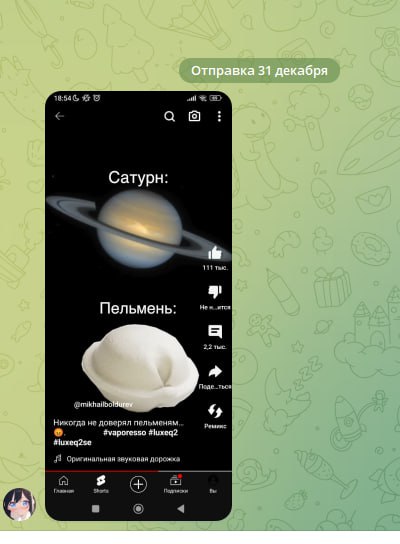 Отправка 31 декабря
18:54
Сатурн:
111 тыс.
Пельмень:
Не н...ится
2,2 тыс.
Поде...ться
@mikhailboldurev
Никогда не доверял пельменям...
#vaporesso #luxeq2
#luxeq2se
Ремикс
Оригинальная звуковая дорожка
Главная
Shorts
Подписки
Вы